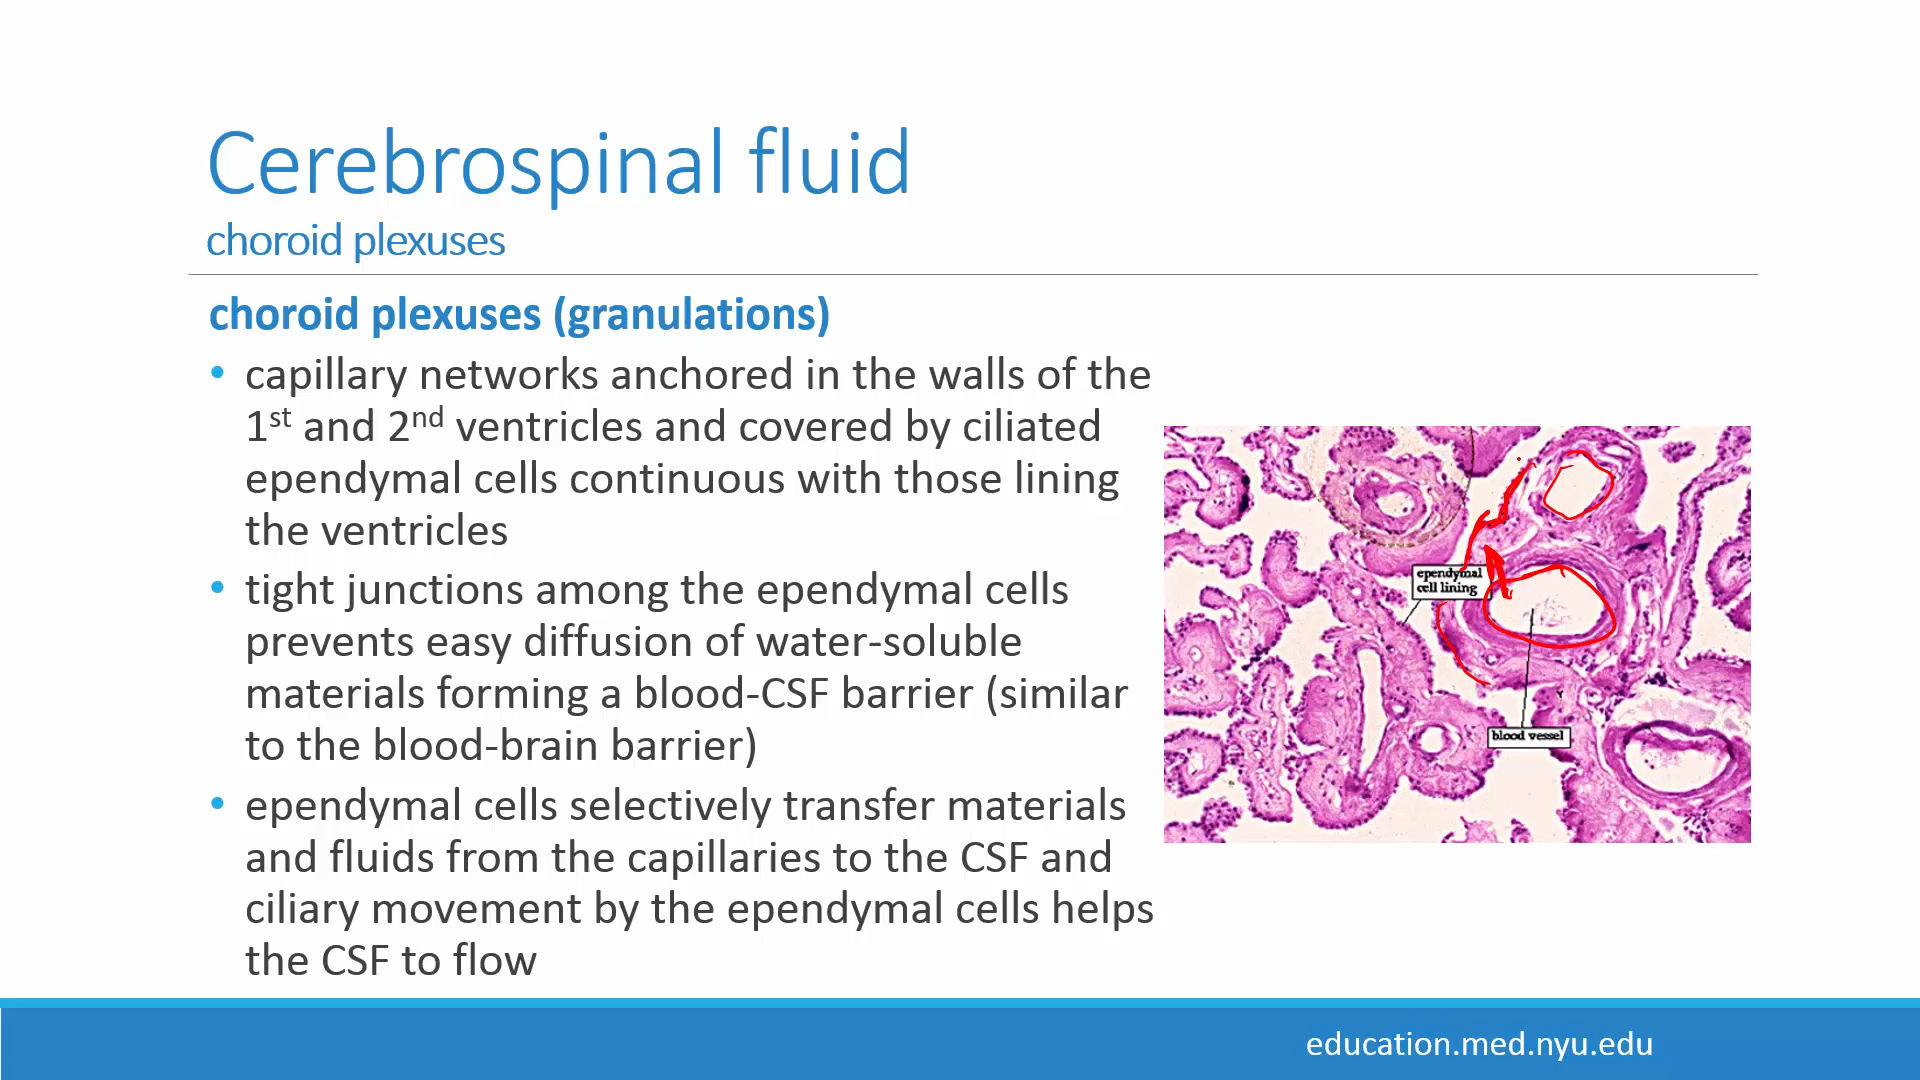 Cerebrospinal fluid
choroid plexuses
choroid plexuses (granulations)
• capillary networks anchored in the walls of the
1st and 2nd ventricles and covered by ciliated
ependymal cells continuous with those lining
the ventricles
• tight junctions among the ependymal cells
prevents easy diffusion of water-soluble
materials forming a blood-CSF barrier (similar
to the blood-brain barrier)
• ependymal cells selectively transfer materials
and fluids from the capillaries to the CSF and
ciliary movement by the ependymal cells helps
the CSF to flow
ependymal
cell lining
blood vessel
education.med.nyu.edu